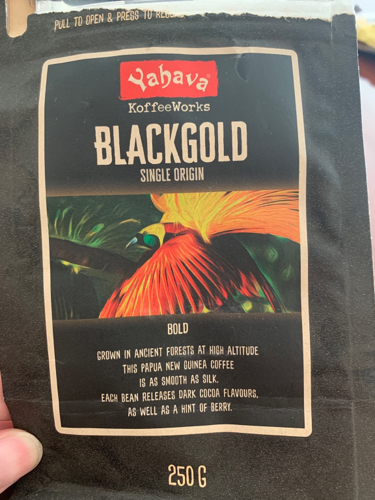 PULL TO OPEN & PRESS TO
Yahava
KoffeeWorks
BLACKGOLD
SINGLE ORIGIN
BOLD
GROWN IN ANCIENT FORESTS AT HIGH ALTITUDE
THIS PAPUA NEW GUINEA COFFEE
IS AS SMOOTH AS SILK.
EACH BEAN RELEASES DARK COCOA FLAVOURS,
AS WELL AS A HINT OF BERRY.
250 G